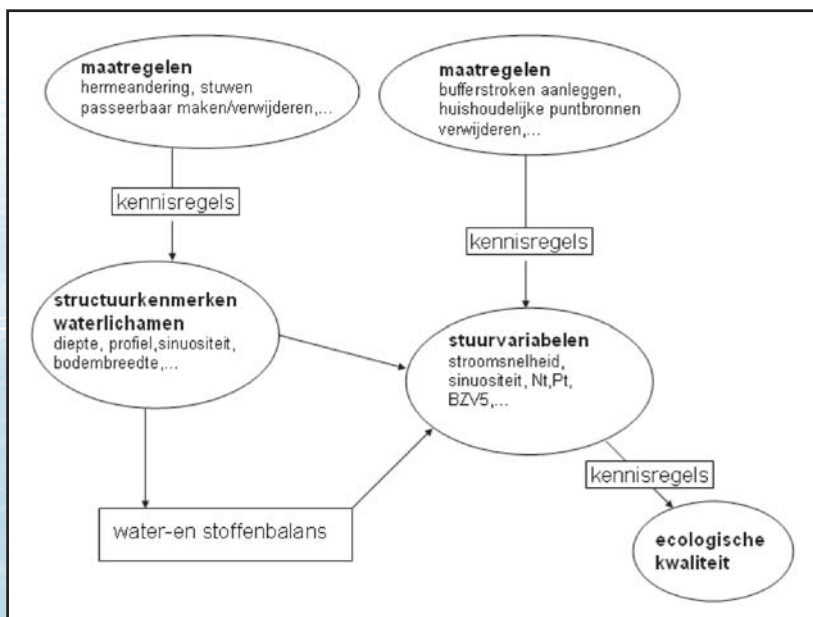 maatregelen
hermeandering, stuwen
passeerbaar maken/verwijderen,...
maatregelen
bufferstroken aanleggen,
huishoudelijke puntbronnen
verwijderen,...
kennisregels
kennisregels
structuurkenmerken
waterlichamen
diepte, profiel,sinuositeit,
bodembreedte,...
stuurvariabelen
stroomsnelheid,
sinuositeit, Nt,Pt,
BZV5,...
kennisregels
water-en stoffenbalans
ecologische
kwaliteit